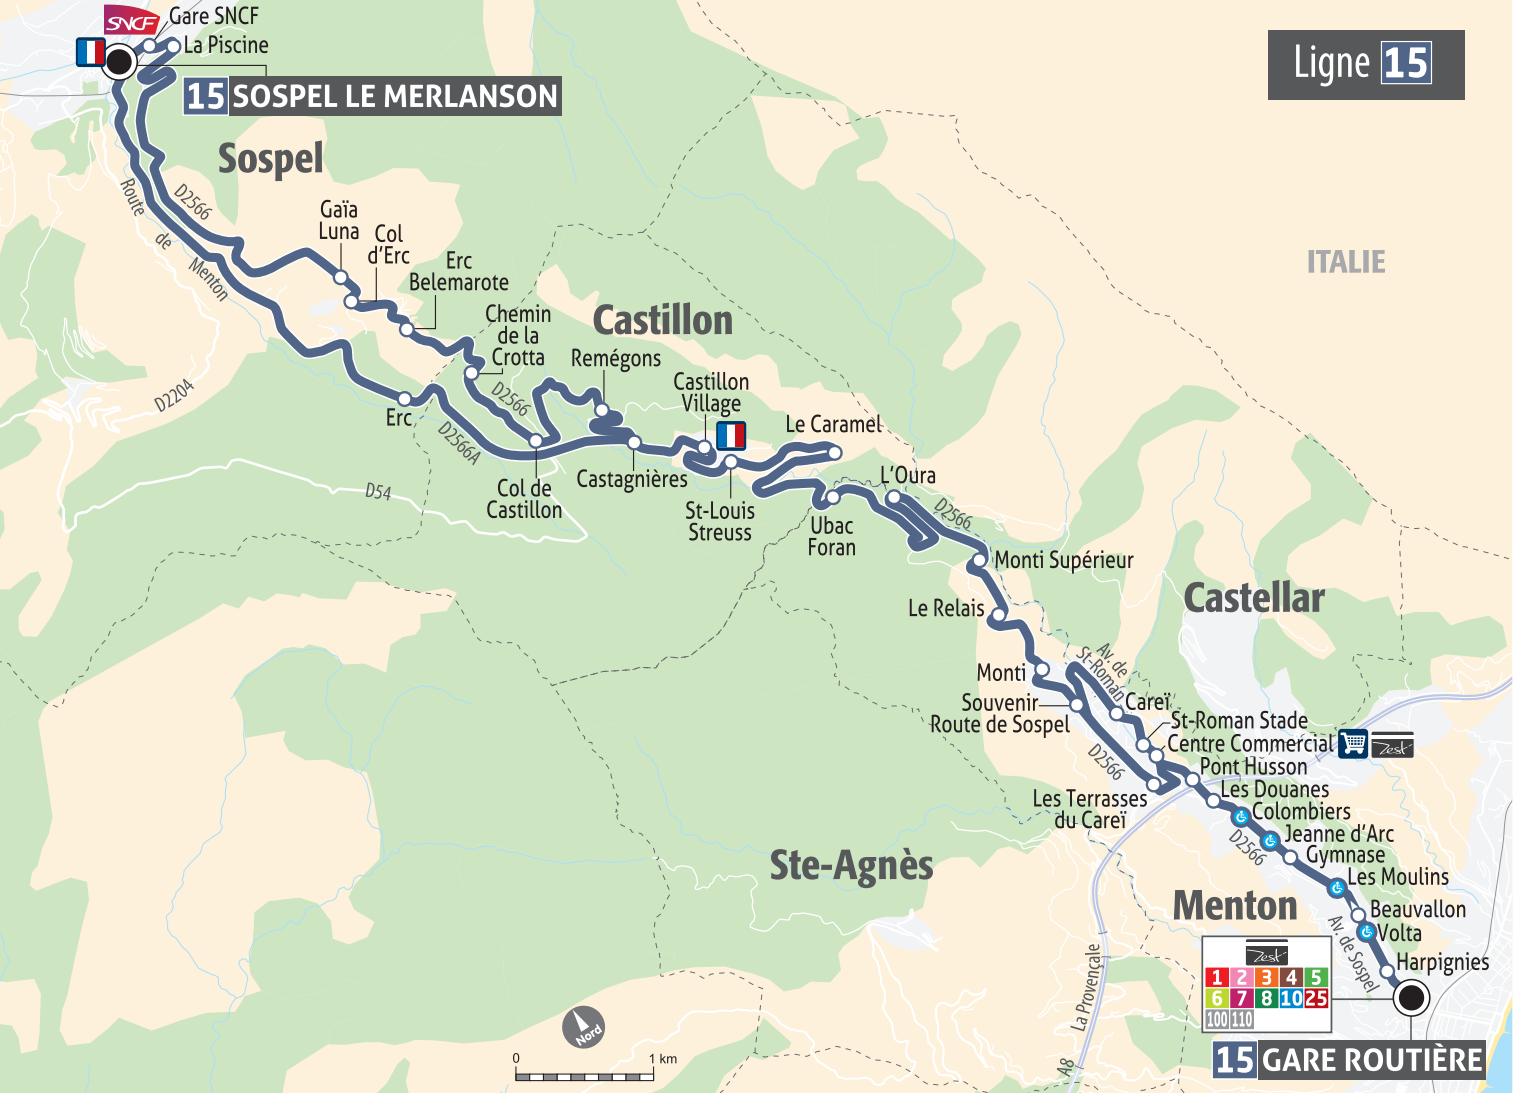 SNCF
Gare SNCF
La Piscine
Ligne 15
15 SOSPEL LE MERLANSON
Sospel
D2566
Route
de
Menton
Gaïa
Luna
Col
d'Erc
Erc
Belemarote
ITALIE
Chemin
de la
Crotta
Castillon
Remégons
D2566
D2204
Castillon
Village
Erc
D2566A
Le Caramel
Castagnières
L'Oura
D54
Col de
Castillon
St-Louis
Streuss
Ubac
Foran
D2566
Monti Supérieur
Le Relais
Castellar
Av. de
St-Roman
Monti
Souvenir
Route de Sospel
Careï
St-Roman Stade
Centre Commercial
Zest
D2566
Pont Husson
Les Terrasses
du Careï
Les Douanes
Colombiers
D2566
Jeanne d'Arc
Gymnase
Ste-Agnès
Les Moulins
Menton
Beauvallon
Volta
Av. de Sospel
Harpignies
Zest
1 2 3 4 5
6 7 8 10 25
100 110
La Provençale
A8
Nord
0 1 km
15 GARE ROUTIÈRE